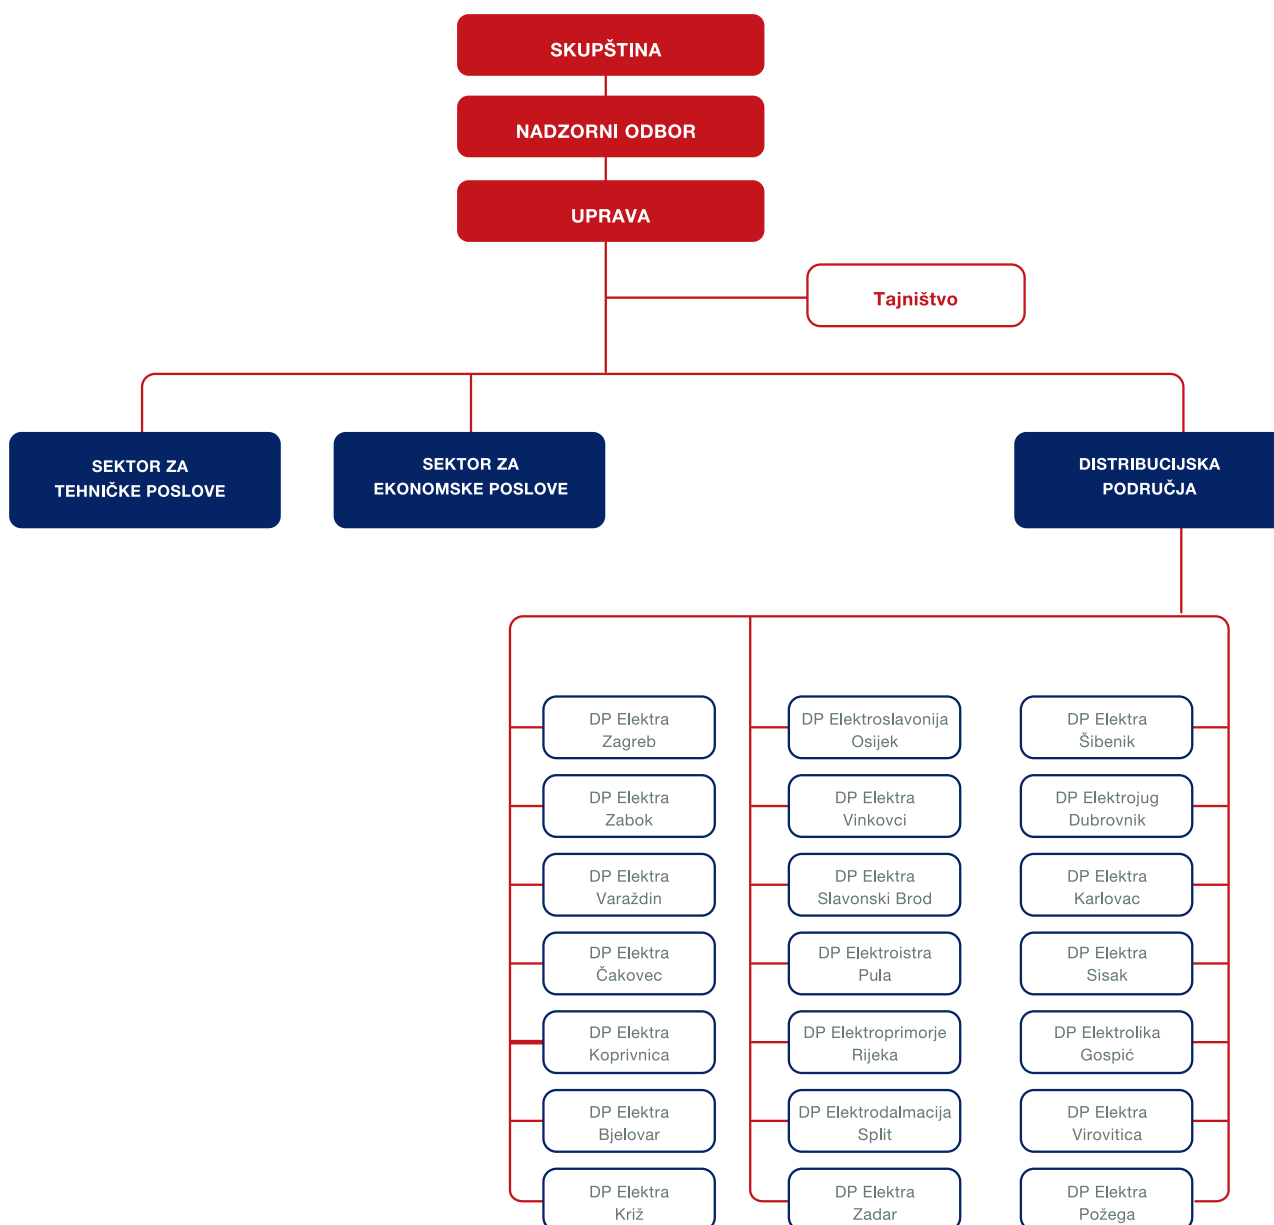 SKUPŠTINA
NADZORNI ODBOR
UPRAVA
Tajništvo
SEKTOR ZA
TEHNIČKE POSLOVE
SEKTOR ZA
EKONOMSKE POSLOVE
DISTRIBUCIJSKA
PODRUČJA
DP Elektra
Zagreb
DP Elektra
Zabok
DP Elektra
Varaždin
DP Elektra
Čakovec
DP Elektra
Koprivnica
DP Elektra
Bjelovar
DP Elektra
Križ
DP Elektroslavonija
Osijek
DP Elektra
Vinkovci
DP Elektra
Slavonski Brod
DP Elektroistra
Pula
DP Elektroprimorje
Rijeka
DP Elektrodalmacija
Split
DP Elektra
Zadar
DP Elektra
Šibenik
DP Elektrojug
Dubrovnik
DP Elektra
Karlovac
DP Elektra
Sisak
DP Elektrolika
Gospić
DP Elektra
Virovitica
DP Elektra
Požega